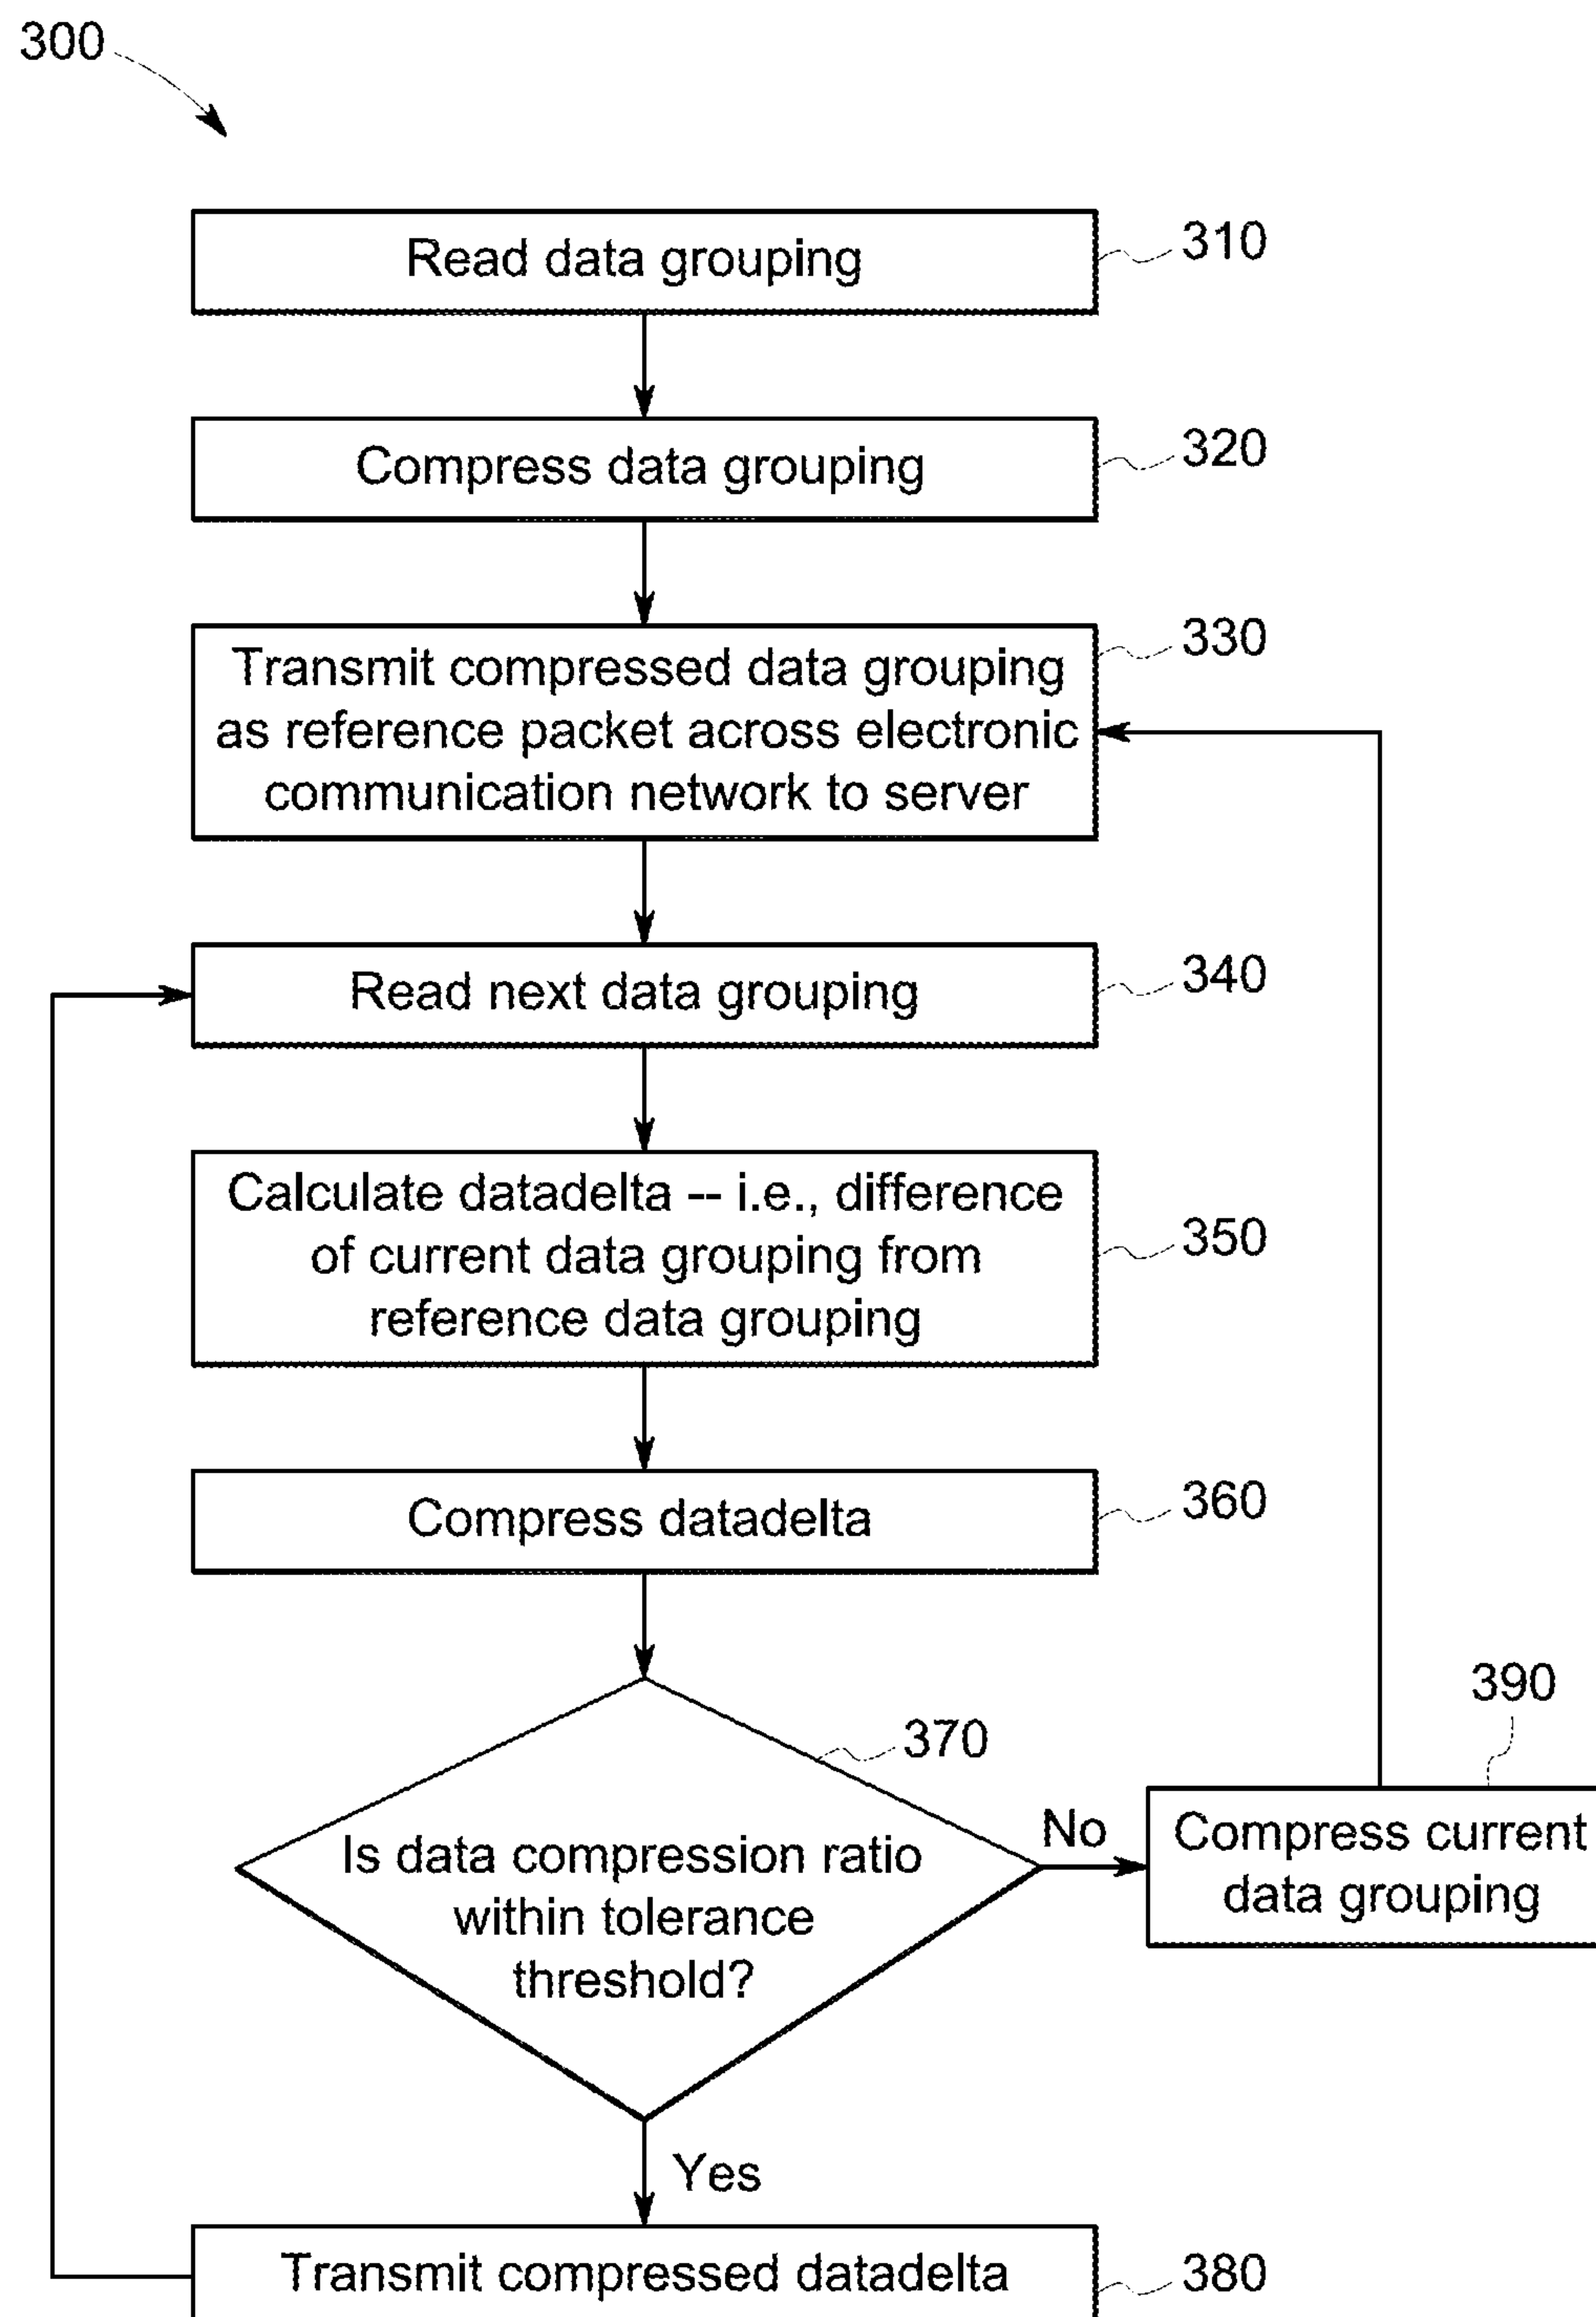 300
Read data grouping
310
Compress data grouping
320
Transmit compressed data grouping
as reference packet across electronic
communication network to server
330
Read next data grouping
340
Calculate datadelta -- i.e., difference
of current data grouping from
reference data grouping
350
Compress datadelta
360
370
Is data compression ratio
within tolerance
threshold?
No
390
Compress current
data grouping
Yes
Transmit compressed datadelta
380